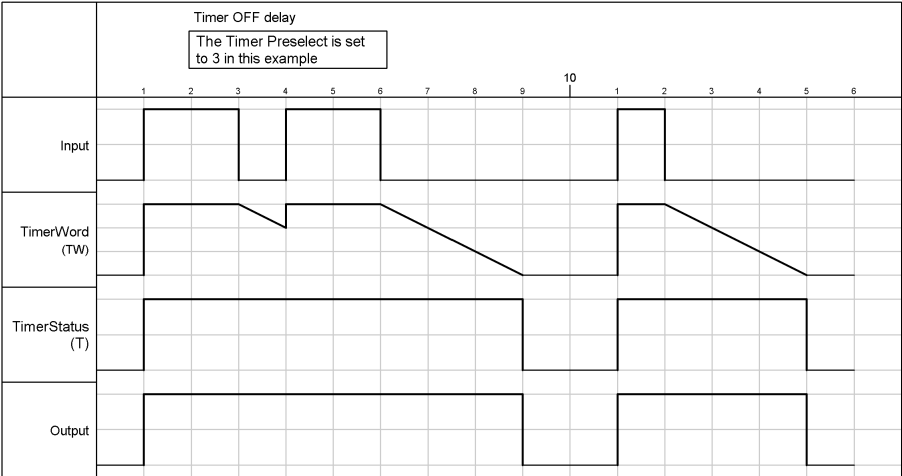 Timer OFF delay
The Timer Preselect is set
to 3 in this example
10
1 2 3 4 5 6 7 8 9 1 2 3 4 5 6
Input
TimerWord
(TW)
TimerStatus
(T)
Output